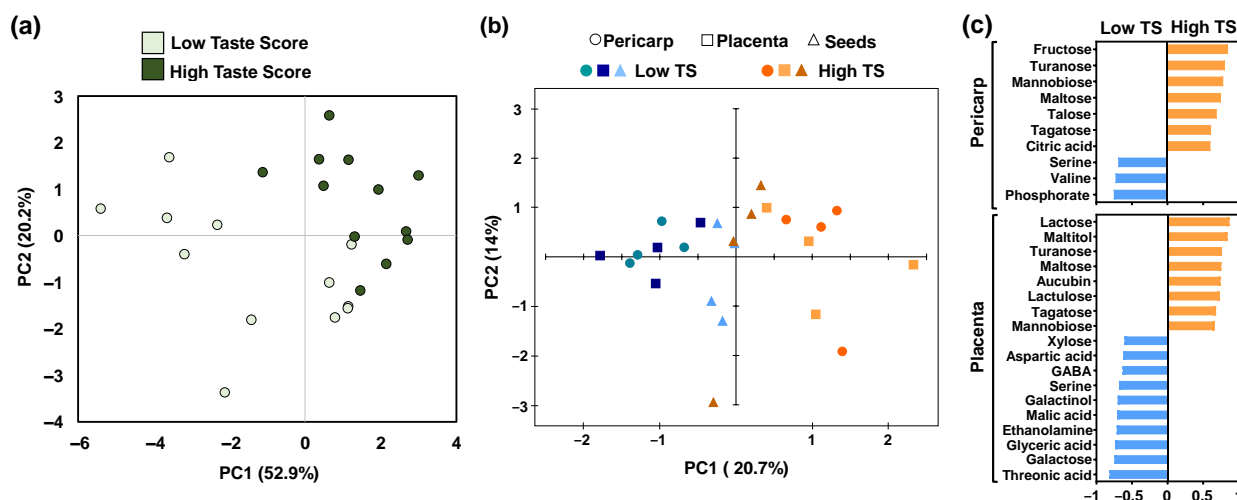 (a)
Low Taste Score
High Taste Score
3
2
1
0
−1
−2
−3
−4
PC2 (20.2%)
−6
−4
−2
0
2
4
PC1 (52.9%)
(b)
Pericarp
Placenta
Seeds
Low TS
High TS
3
2
1
−1
−2
−3
PC2 (14%)
−2
−1
1
2
PC1 ( 20.7%)
(c)
Low TS
High TS
Pericarp
Fructose
Turanose
Mannobiose
Maltose
Talose
Tagatose
Citric acid
Serine
Valine
Phosphorate
Placenta
Lactose
Maltitol
Turanose
Maltose
Aucubin
Lactulose
Tagatose
Mannobiose
Xylose
Aspartic acid
GABA
Serine
Galactinol
Malic acid
Ethanolamine
Glyceric acid
Galactose
Threonic acid
−1
−0.5
0
0.5
1